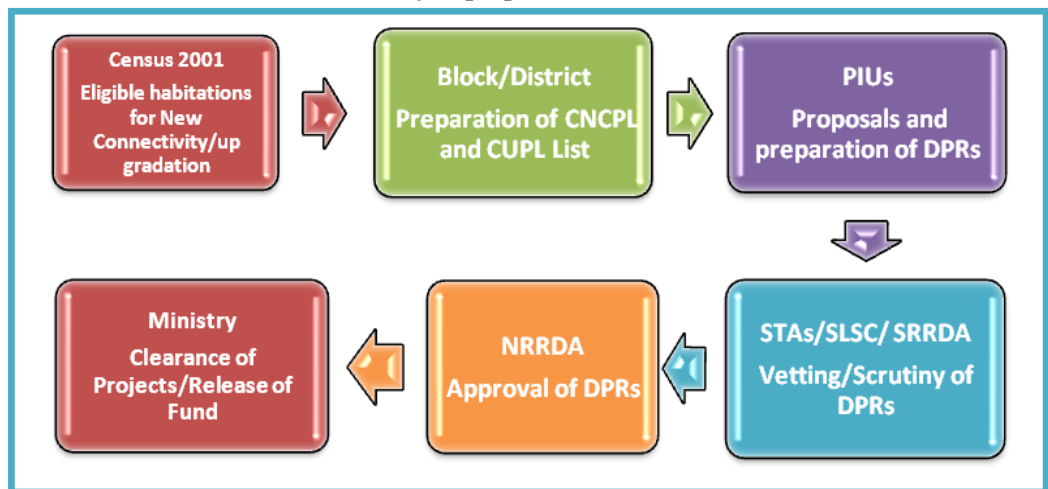 Census 2001
Eligible habitations
for New
Connectivity/up
gradation
Block/District
Preparation of CNCPL
and CUPL List
PIUs
Proposals and
preparation of DPRs
STAs/SLSC/ SRRDA
Vetting/Scrutiny of
DPRs
NRRDA
Approval of DPRs
Ministry
Clearance of
Projects/Release of
Fund